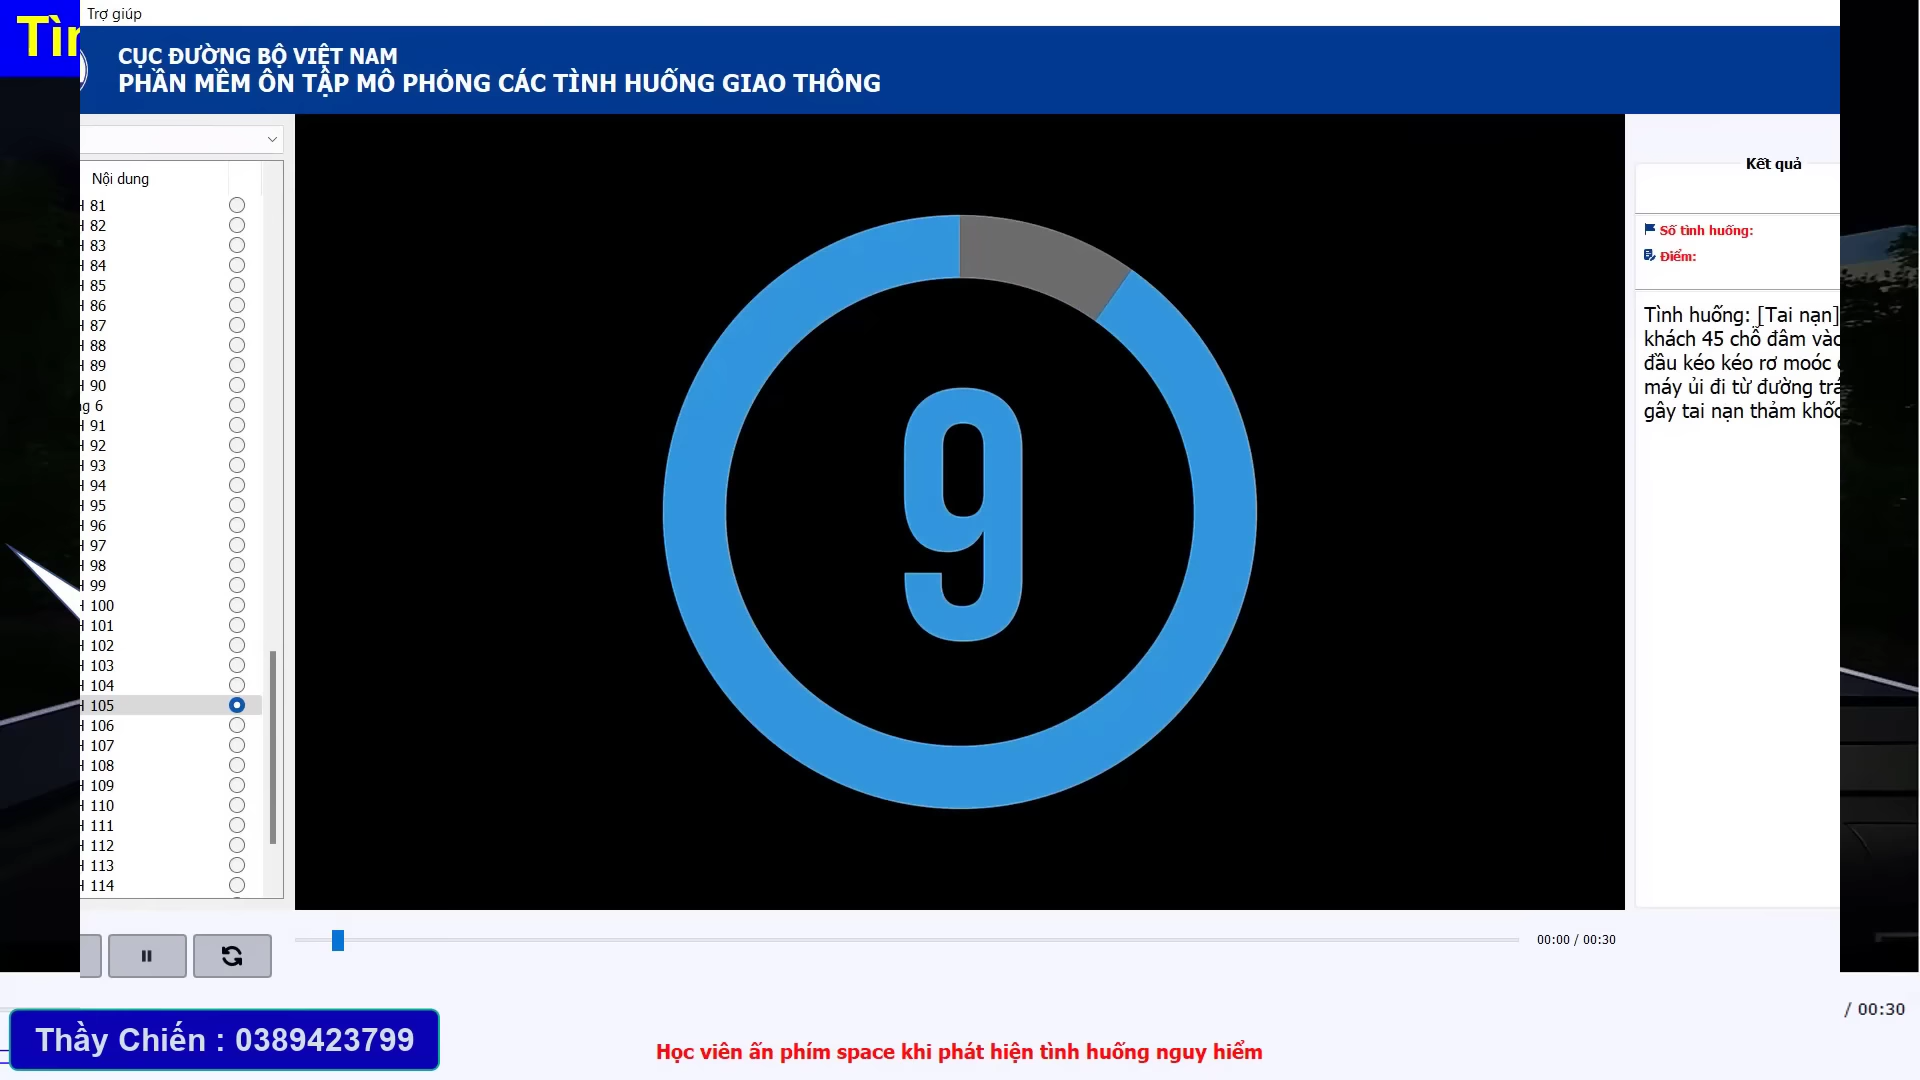 Trợ giúp
CỤC ĐƯỜNG BỘ VIỆT NAM
PHẦN MỀM ÔN TẬP MÔ PHỎNG CÁC TÌNH HUỐNG GIAO THÔNG
Nội dung
81
82
83
84
85
86
87
88
89
90
6
91
92
93
94
95
96
97
98
99
100
101
102
103
104
105
106
107
108
109
110
111
112
113
114
9
Kết quả
Số tình huống:
Điểm:
Tình huống: [Tai nạn]
khách 45 chỗ đâm
đầu kéo kéo rơ moóc
máy ủi đi từ đường
gây tai nạn thảm
00:00 / 00:30
/ 00:30
Thầy Chiến : 0389423799
Học viên ấn phím space khi phát hiện tình huống nguy hiểm